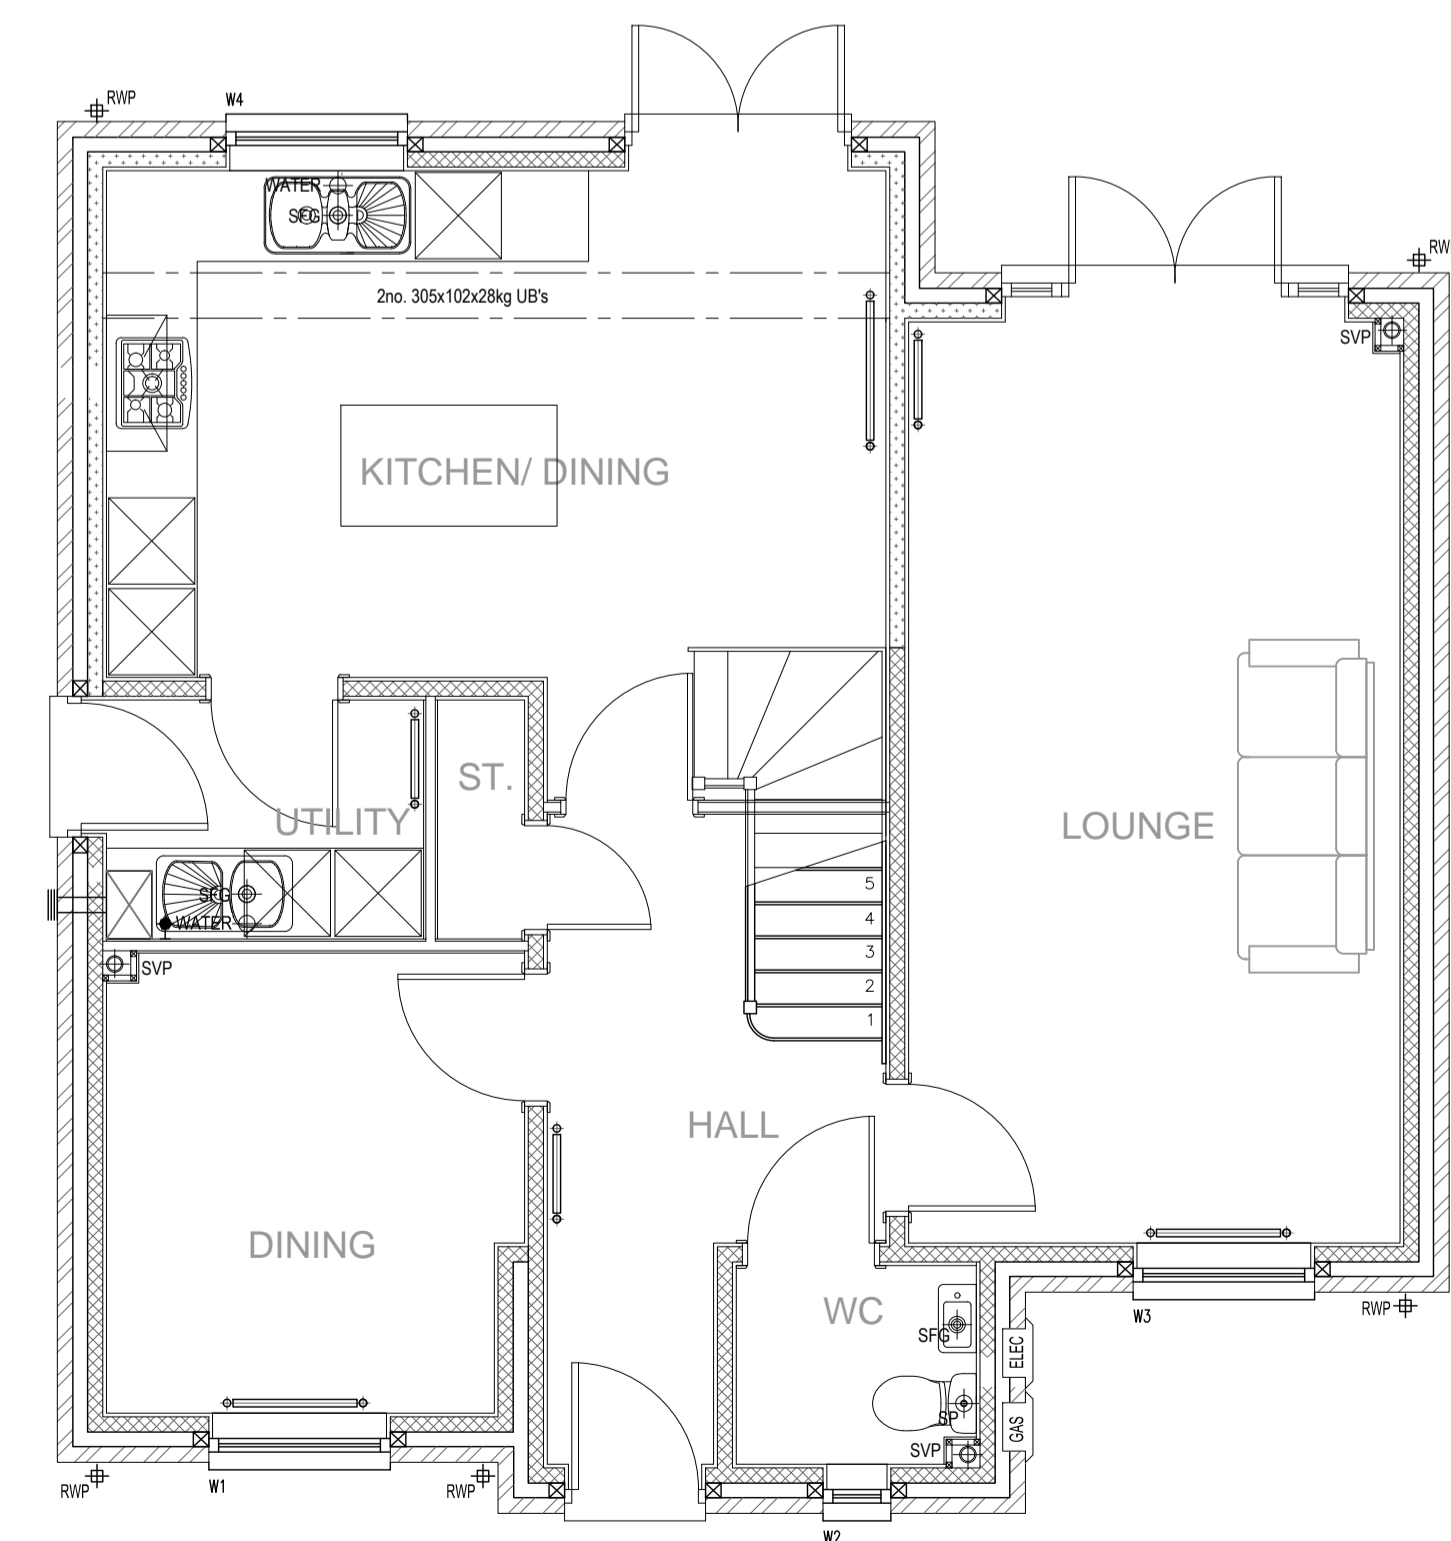 RWP
W4
WATER
SFG
RW
2no. 305x102x28kg UB's
SVP
KITCHEN/ DINING
ST.
UTILITY
LOUNGE
5
4
3
2
1
SFG
WATER
SVP
HALL
DINING
WC
SFG
SP
SVP
ELEC
GAS
W3
RWP
RWP
W1
RWP
W2